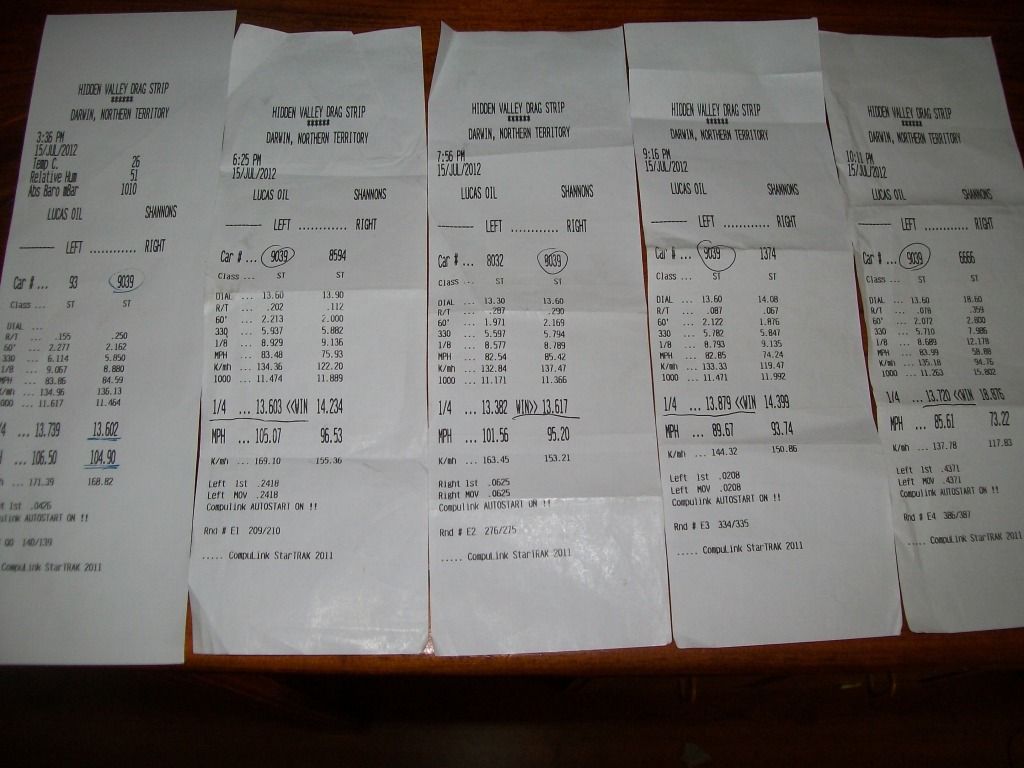 HIDDEN VALLEY DRAG STRIP
$$$$$$
DARWIN, NORTHERN TERRITORY
3:36 PM
15/JUL/2012
Temp C. 26
Relative Hum 51
Abs Baro mBar 1010
LUCAS OIL SHANNONS
-------- LEFT ............ RIGHT
Car # ... 93 9039
Class ... ST ST
DIAL ...
R/T ... .155 .250
60' ... 2.277 2.162
330 ... 6.114 5.850
1/8 ... 9.067 8.880
MPH ... 83.86 84.59
K/mh ... 134.96 136.13
000 ... 11.617 11.464
/4 ... 13.739 13.602
... 106.50 104.90
... 171.39 168.82
t 1st .0426
ulink AUTOSTART ON !!
QO 140/139
CompuLink StarTRAK 2011
HIDDEN VALLEY DRAG STRIP
$$$$$$
DARWIN, NORTHERN TERRITORY
6:25 PM
15/JUL/2012
LUCAS OIL SHANNONS
-------- LEFT ............ RIGHT
Car # ... 9039 8594
Class ... ST ST
DIAL ... 13.60 13.90
R/T ... .202 .112
60' ... 2.213 2.000
330 ... 5.937 5.882
1/8 ... 8.929 9.136
MPH ... 83.48 75.93
K/mh ... 134.36 122.20
1000 ... 11.474 11.889
1/4 ... 13.603 <<WIN 14.234
MPH ... 105.07 96.53
K/mh ... 169.10 155.36
Left 1st .2418
Left MOV .2418
Compulink AUTOSTART ON !!
Rnd # E1 209/210
..... CompuLink StarTRAK 2011
HIDDEN VALLEY DRAG STRIP
$$$$$$
DARWIN, NORTHERN TERRITORY
7:56 PM
15/JUL/2012
LUCAS OIL SHANNONS
-------- LEFT ............ RIGHT
Car # ... 8032 9039
Class ... ST ST
DIAL ... 13.30 13.60
R/T ... .287 .290
60' ... 1.971 2.169
330 ... 5.597 5.794
1/8 ... 8.577 8.789
MPH ... 82.54 85.42
K/mh ... 132.84 137.47
1000 ... 11.171 11.366
1/4 ... 13.382 WIN>> 13.617
MPH ... 101.56 95.20
K/mh ... 163.45 153.21
Right 1st .0625
Right MOV .0625
Compulink AUTOSTART ON !!
Rnd # E2 276/275
..... CompuLink StarTRAK 2011
HIDDEN VALLEY DRAG STRIP
$$$$$$
DARWIN, NORTHERN TERRITORY
9:16 PM
15/JUL/2012
LUCAS OIL SHANNONS
-------- LEFT ............ RIGHT
Car # ... 9039 1374
Class ... ST ST
DIAL ... 13.60 14.08
R/T ... .087 .067
60' ... 2.122 1.876
330 ... 5.782 5.847
1/8 ... 8.793 9.135
MPH ... 82.85 74.24
K/mh ... 133.33 119.47
1000 ... 11.471 11.992
1/4 ... 13.879 <<WIN 14.399
MPH ... 89.67 93.74
K/mh ... 144.32 150.86
Left 1st .0208
Left MOV .0208
Compulink AUTOSTART ON !!
Rnd # E3 334/335
..... CompuLink StarTRAK 2011
HIDDEN VALLEY DRAG STRIP
$$$$$$
DARWIN, NORTHERN TERRITORY
10:11 PM
15/JUL/2012
LUCAS OIL SHANNONS
-------- LEFT ............ RIGHT
Car # ... 9039 6666
Class ... ST ST
DIAL ... 13.60 18.60
R/T ... .078 .359
60' ... 2.072 2.800
330 ... 5.710 7.986
1/8 ... 8.689 12.178
MPH ... 83.99 58.88
K/mh ... 135.18 94.76
1000 ... 11.263 15.802
1/4 ... 13.720 <<WIN 18.976
MPH ... 85.61 73.22
K/mh ... 137.78 117.83
Left 1st .4371
Left MOV .4371
Compulink AUTOSTART ON !!
Rnd # E4 386/387
..... CompuLink StarTRAK 2011